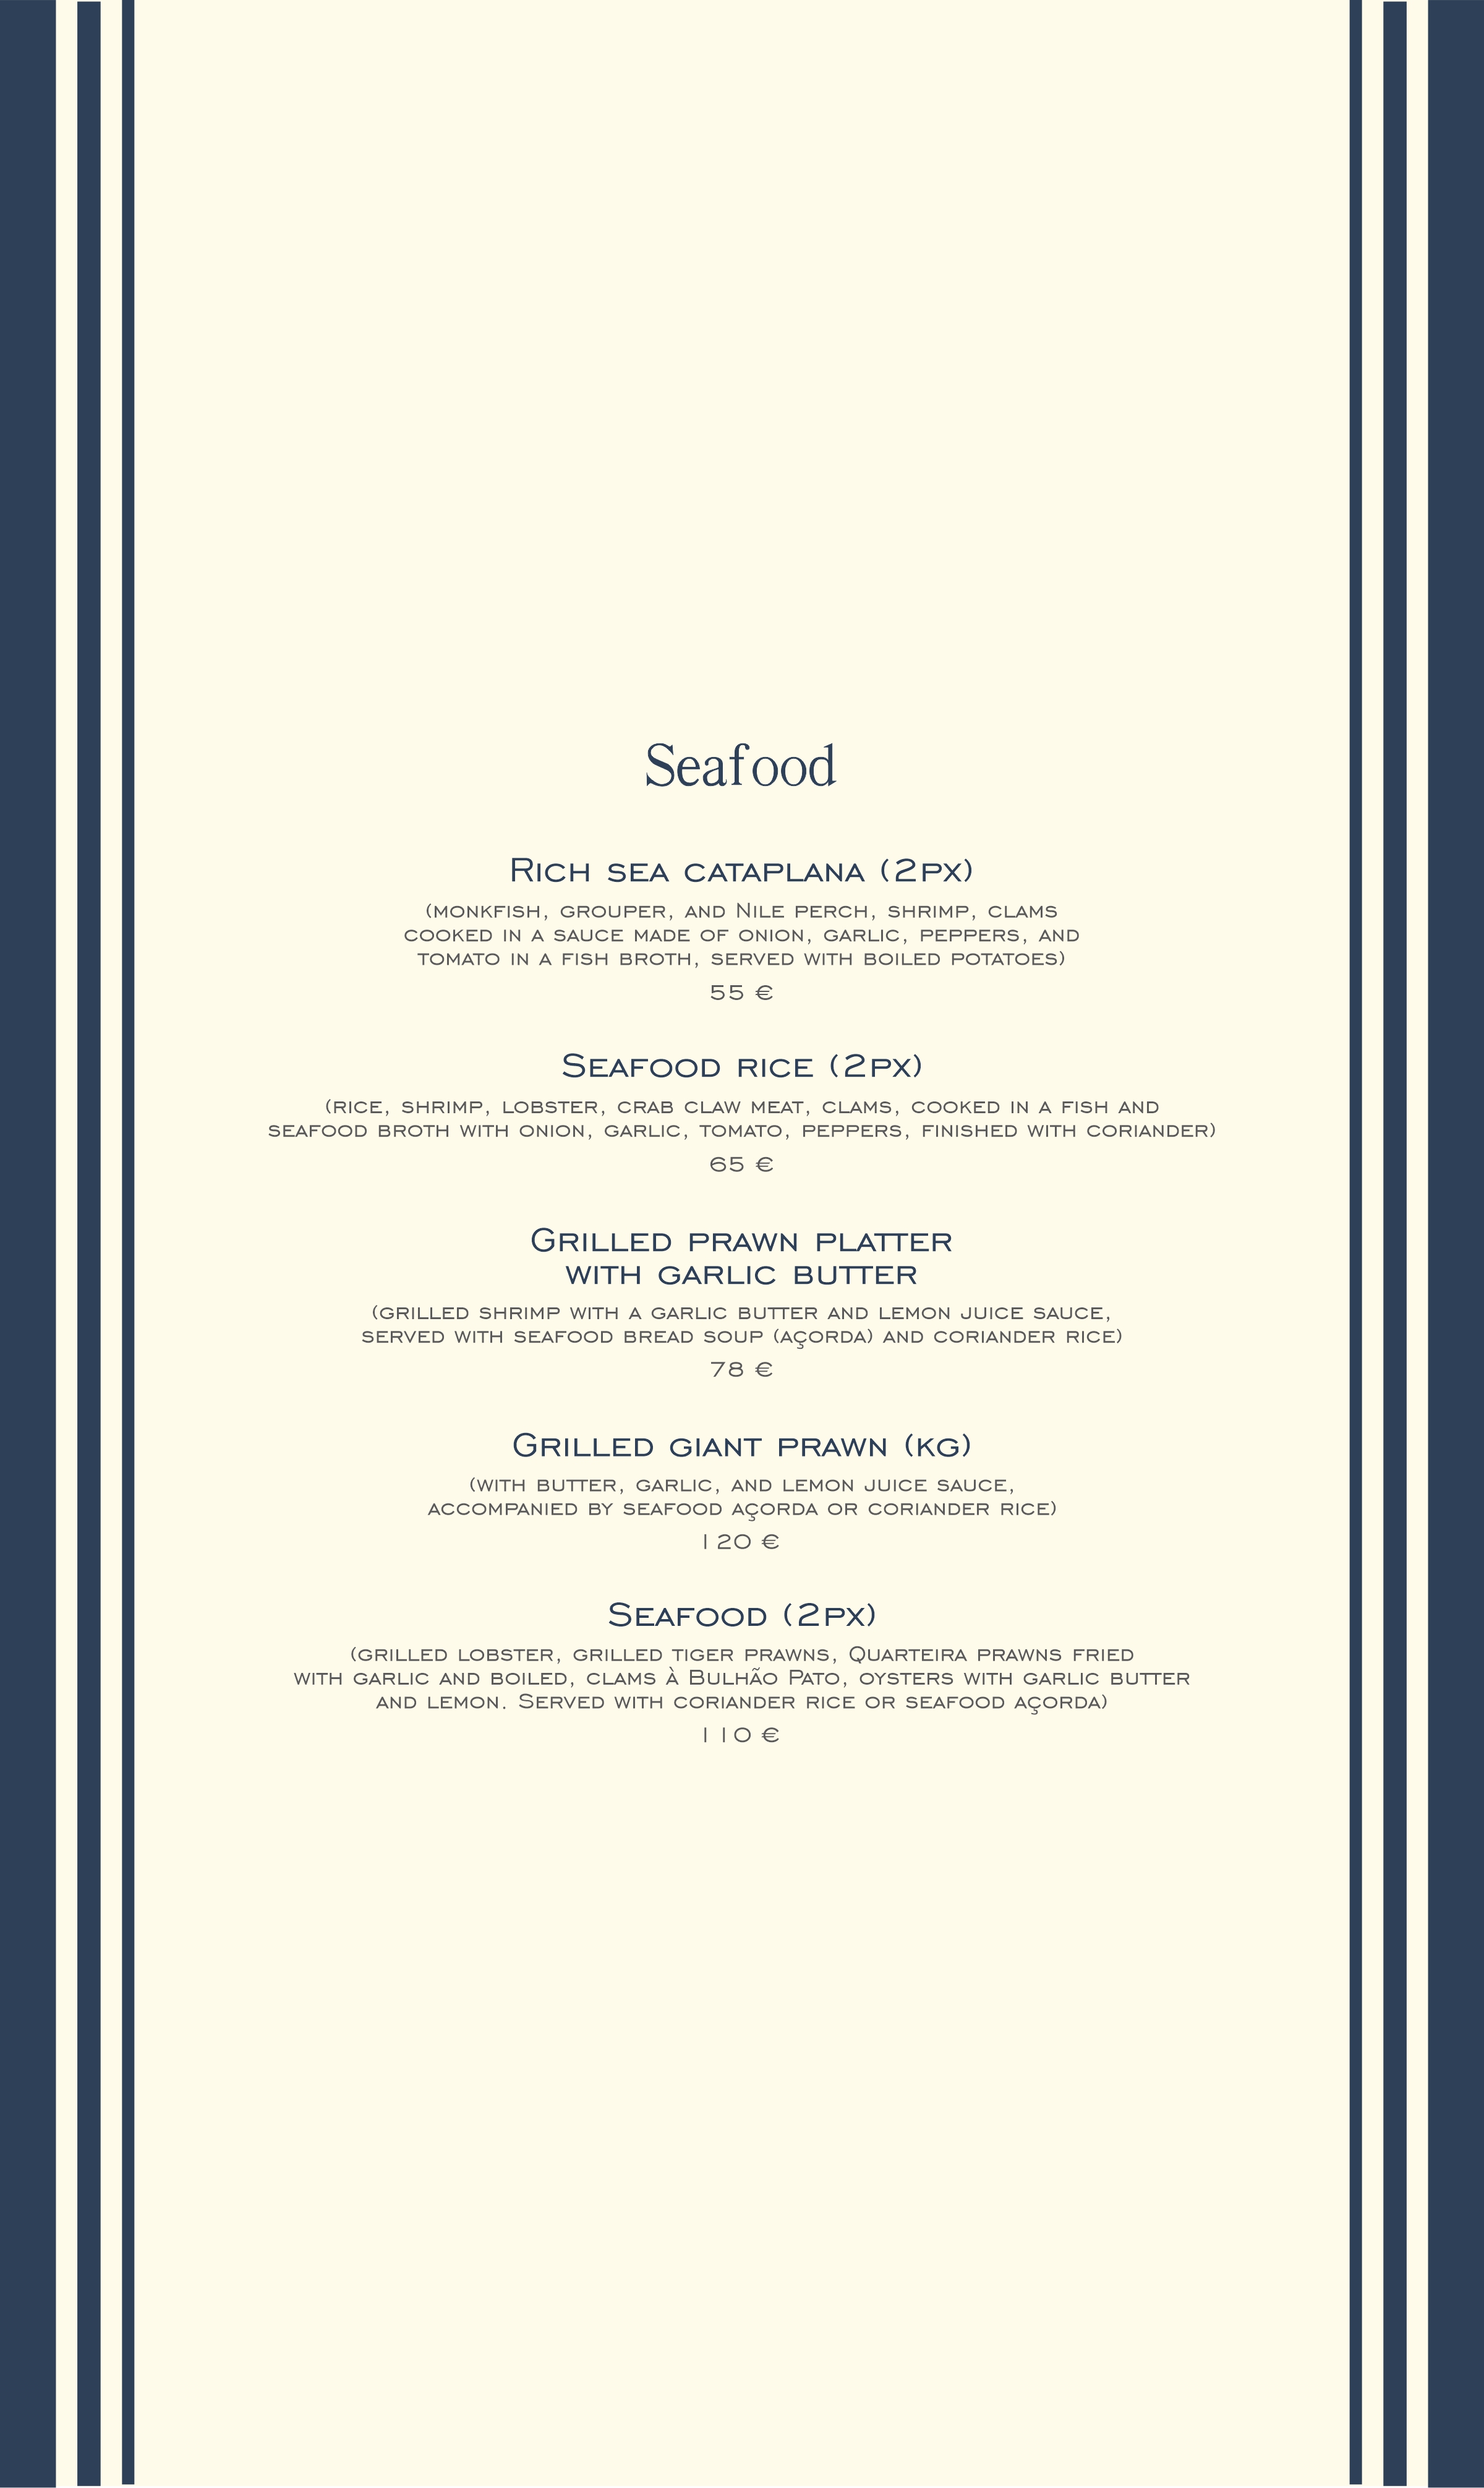 Seafood
Rich sea cataplana (2px)
(monkfish, grouper, and Nile perch, shrimp, clams
cooked in a sauce made of onion, garlic, peppers, and
tomato in a fish broth, served with boiled potatoes)
55 €
Seafood rice (2px)
(rice, shrimp, lobster, crab claw meat, clams, cooked in a fish and
seafood broth with onion, garlic, tomato, peppers, finished with coriander)
65 €
Grilled prawn platter
with garlic butter
(grilled shrimp with a garlic butter and lemon juice sauce,
served with seafood bread soup (açorda) and coriander rice)
78 €
Grilled giant prawn (kg)
(with butter, garlic, and lemon juice sauce,
accompanied by seafood açorda or coriander rice)
120 €
Seafood (2px)
(grilled lobster, grilled tiger prawns, Quarteira prawns fried
with garlic and boiled, clams à Bulhão Pato, oysters with garlic butter
and lemon. Served with coriander rice or seafood açorda)
110 €